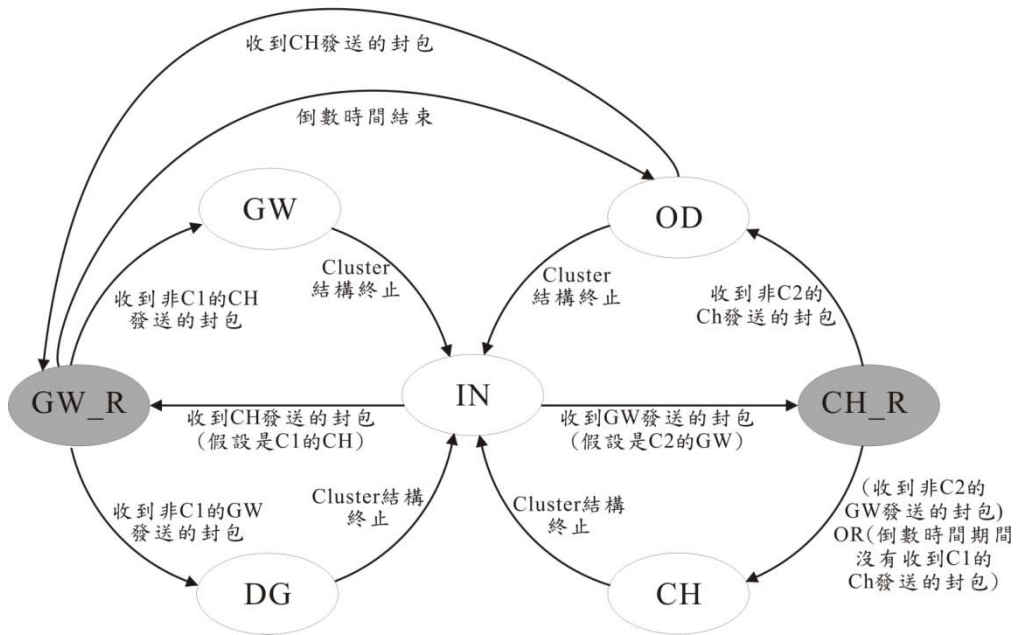 收到CH發送的封包
倒數時間結束
GW
OD
Cluster
結構終止
Cluster
結構終止
收到非C1的CH
發送的封包
收到非C2的
Ch發送的封包
GW_R
IN
CH_R
收到CH發送的封包
(假設是C1的CH)
收到GW發送的封包
(假設是C2的GW)
收到非C1的GW
發送的封包
Cluster結構
終止
Cluster結構
終止
(收到非C2的
GW發送的封包)
OR(倒數時間期間
沒有收到C1的
Ch發送的封包)
DG
CH